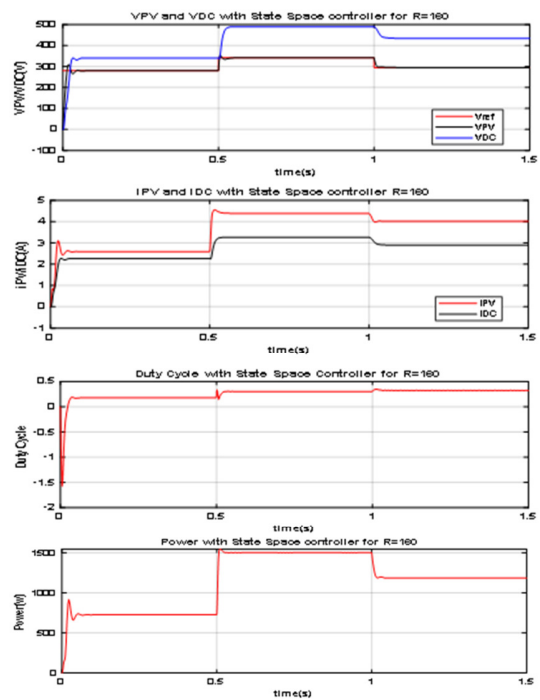 VPV and VDC with State Space controller for R=160
500
400
300
200
100
0
-100
VPV/VDC(V)
0
0.5
1
1.5
time(s)
Vref
VPV
VDC
IPV and IDC with State Space controller R=160
5
4
3
2
1
0
-1
iPV/iDC(A)
0
0.5
1
1.5
time(s)
IPV
IDC
Duty Cycle with State Space Controller for R=160
0.5
0
-0.5
-1
-1.5
-2
Duty Cycle
0
0.5
1
1.5
time(s)
Power with State Space controller for R=160
1500
1000
500
0
Power(w)
0
0.5
1
1.5
time(s)